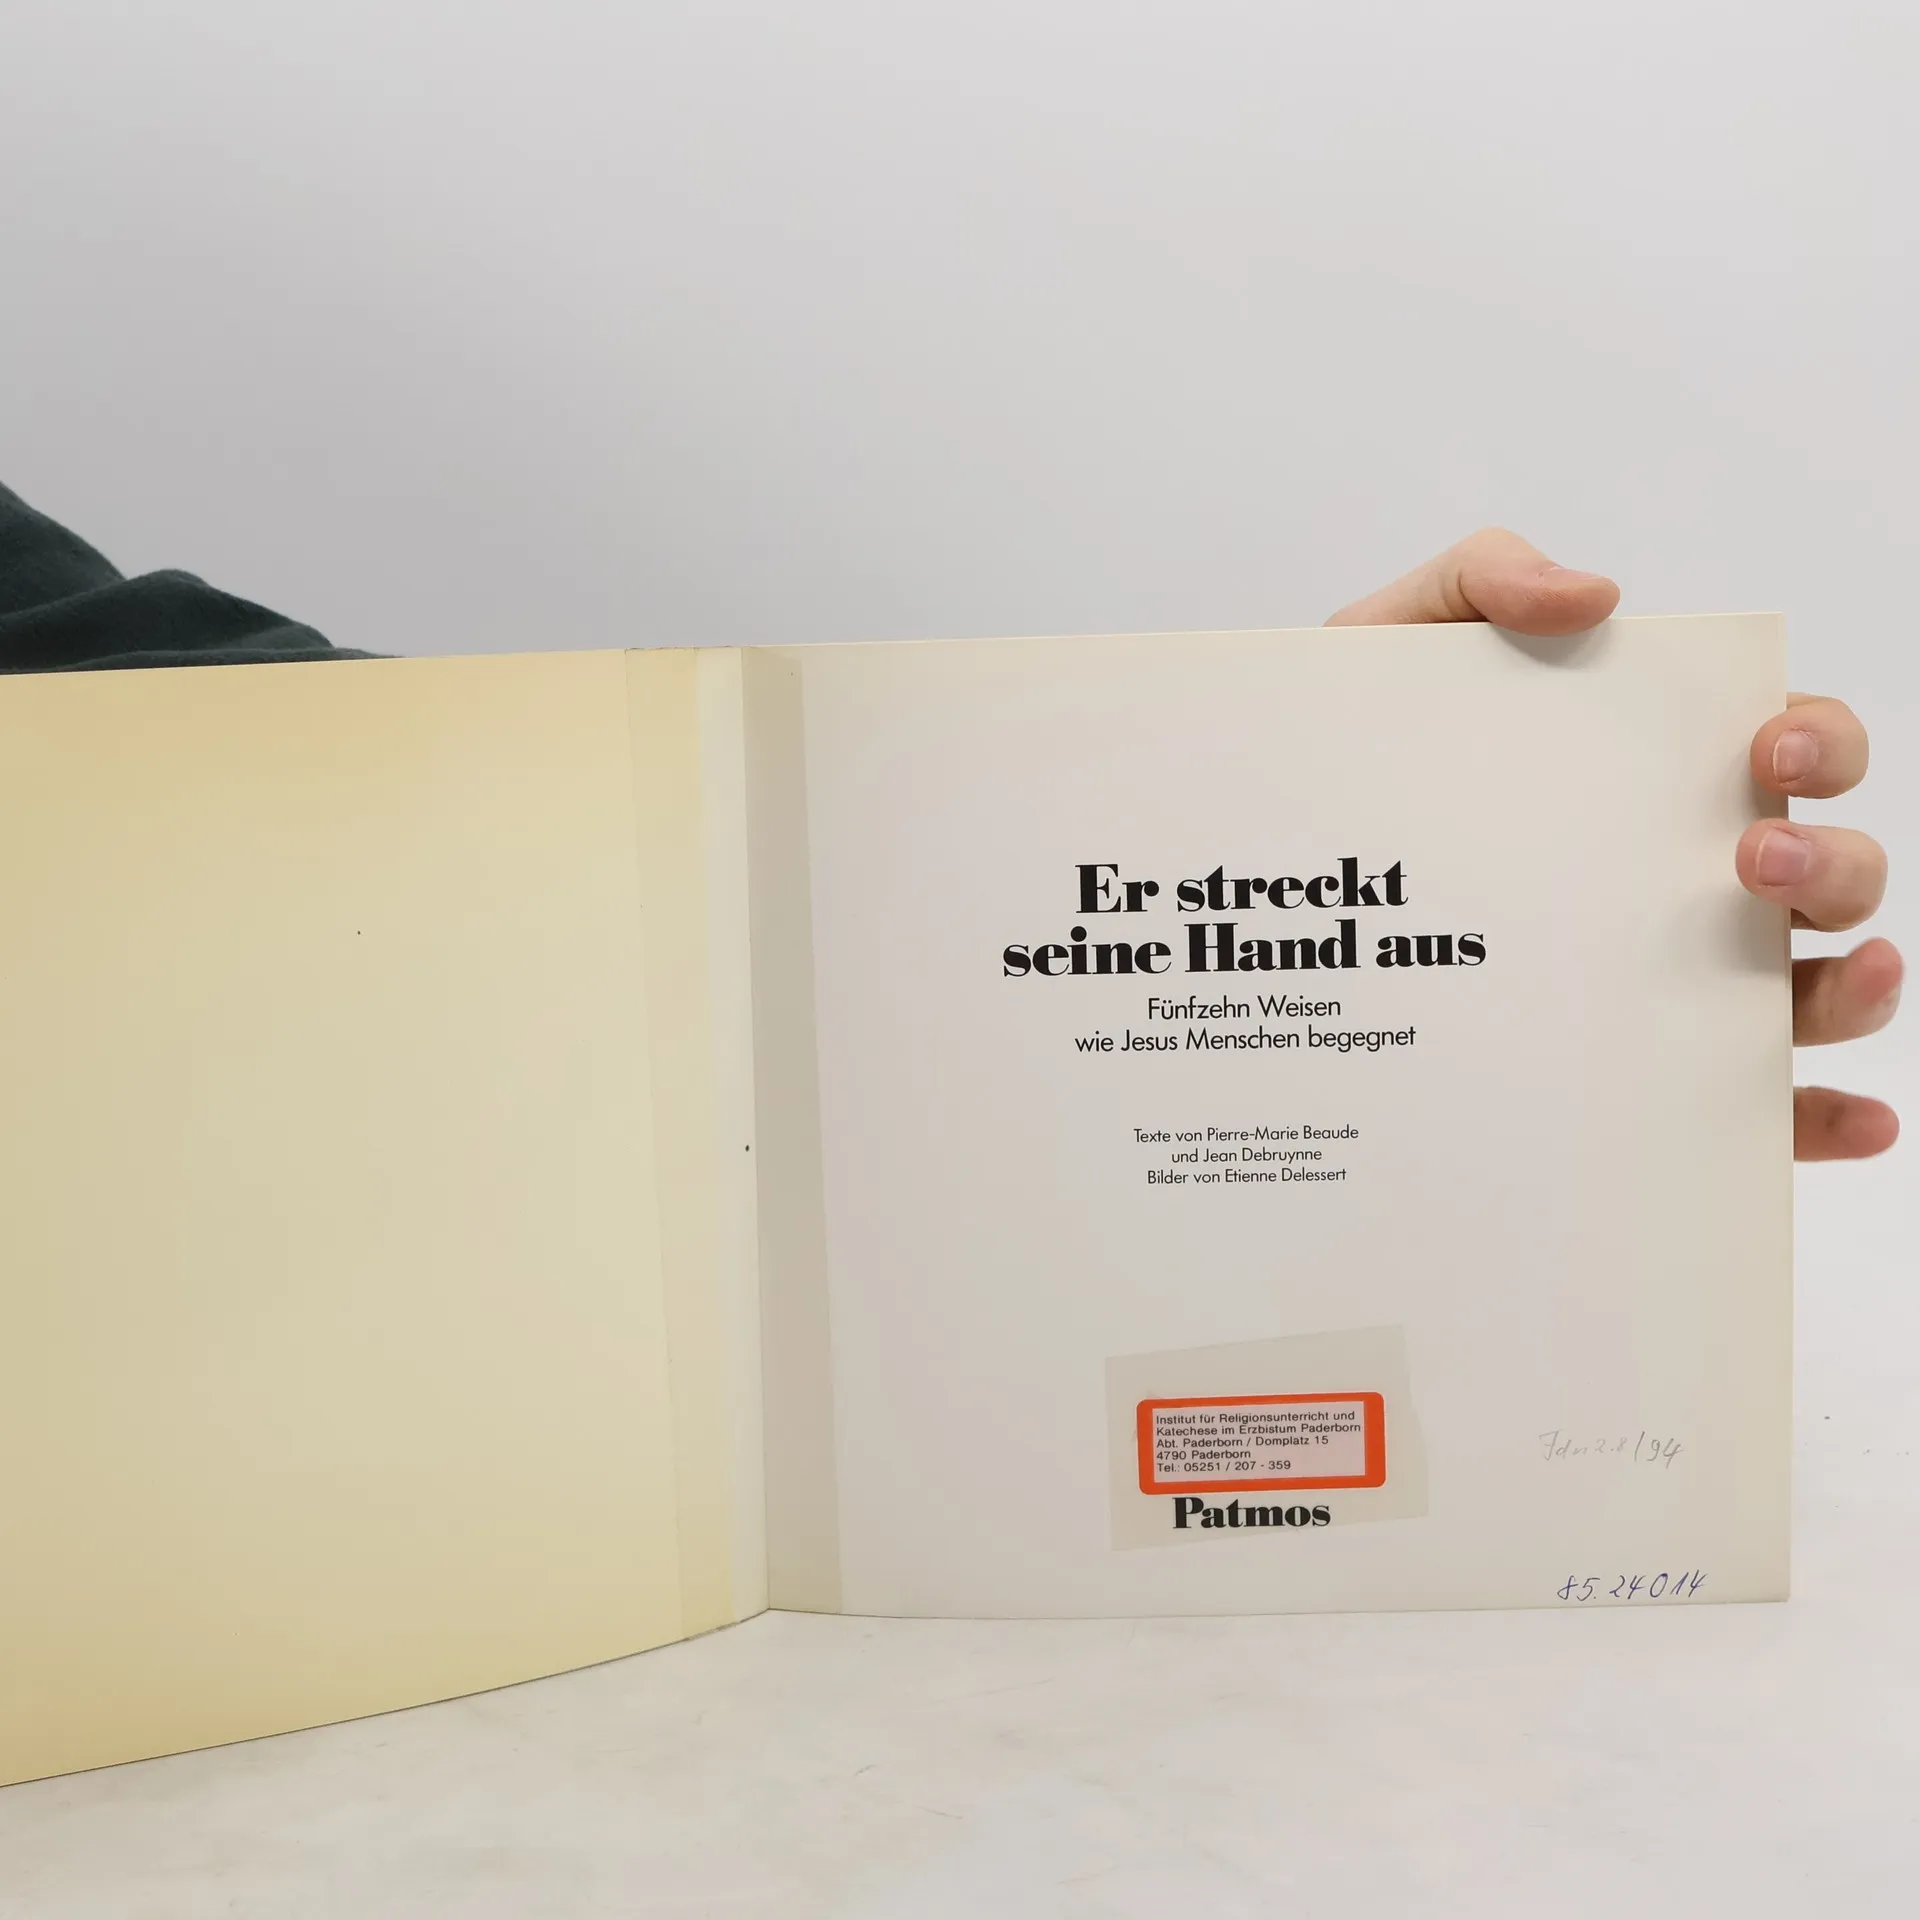 Er streckt
seine Hand aus
Fünfzehn Weisen
wie Jesus Menschen begegnet
Texte von Pierre-Marie Beaude
und Jean Debruynne
Bilder von Etienne Delessert
Institut für Religionsunterricht und
Katechese im Erzbistum Paderborn
Abt. Paderborn / Domplatz 15
4790 Paderborn
Tel.: 05251 / 207 - 359
Patmos
/94
85.24014